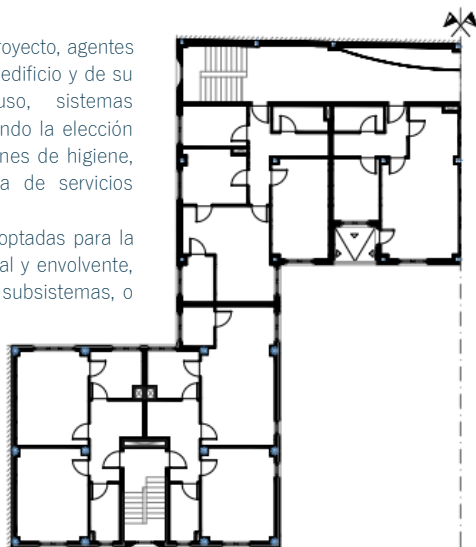 royecto, agentes
edificio y de su
uso, sistemas
ndo la elección
nes de higiene,
a de servicios
optadas para la
al y envolvente,
subsistemas, o